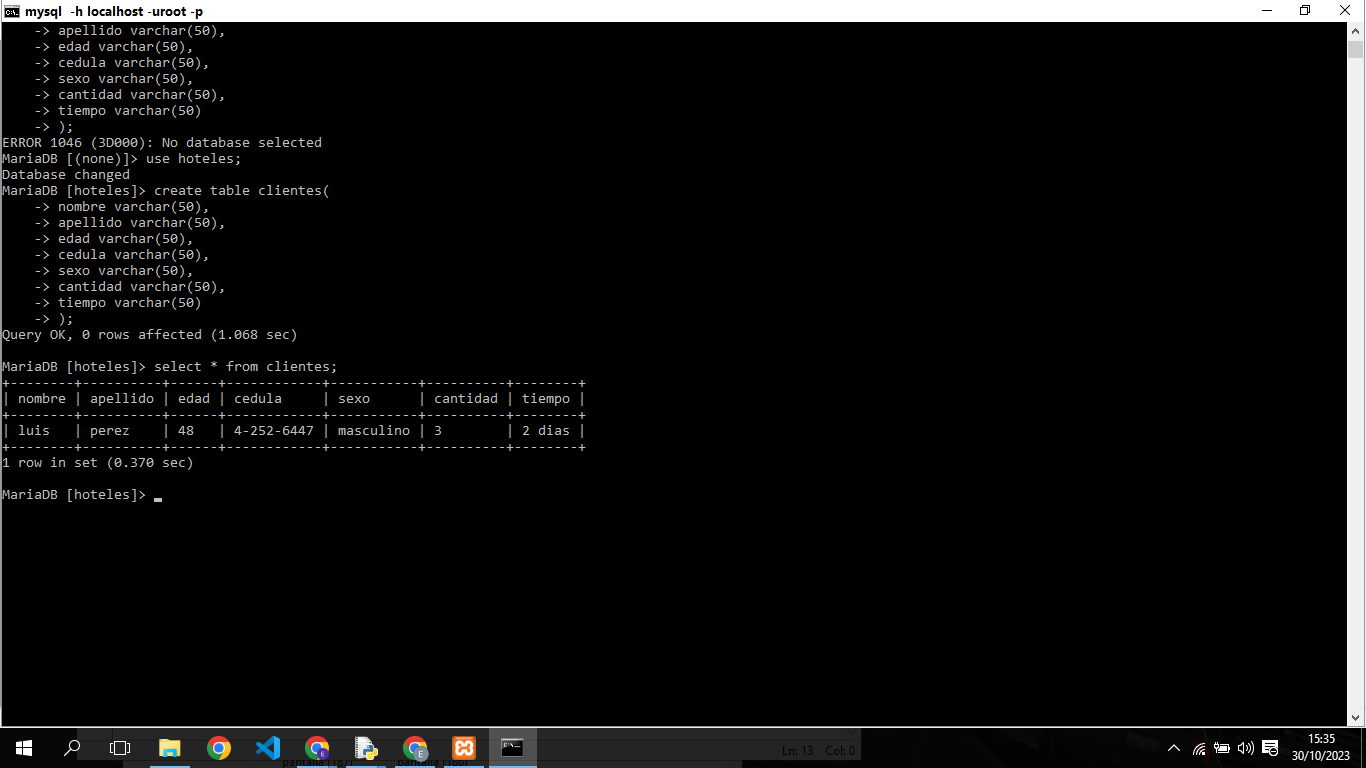 mysql -h localhost -uroot -p
-> apellido varchar(50),
-> edad varchar(50),
-> cedula varchar(50),
-> sexo varchar(50),
-> cantidad varchar(50),
-> tiempo varchar(50)
-> );
ERROR 1046 (3D000): No database selected
MariaDB [(none)]> use hoteles;
Database changed
MariaDB [hoteles]> create table clientes(
-> nombre varchar(50),
-> apellido varchar(50),
-> edad varchar(50),
-> cedula varchar(50),
-> sexo varchar(50),
-> cantidad varchar(50),
-> tiempo varchar(50)
-> );
Query OK, 0 rows affected (1.068 sec)
MariaDB [hoteles]> select * from clientes;
+--------+----------+------+------------+-----------+----------+--------+
| nombre | apellido | edad | cedula     | sexo      | cantidad | tiempo |
+--------+----------+------+------------+-----------+----------+--------+
| luis   | perez    | 48   | 4-252-6447 | masculino | 3        | 2 dias |
+--------+----------+------+------------+-----------+----------+--------+
1 row in set (0.370 sec)
MariaDB [hoteles]>
Ln: 13 Col: 0
15:35
30/10/2023